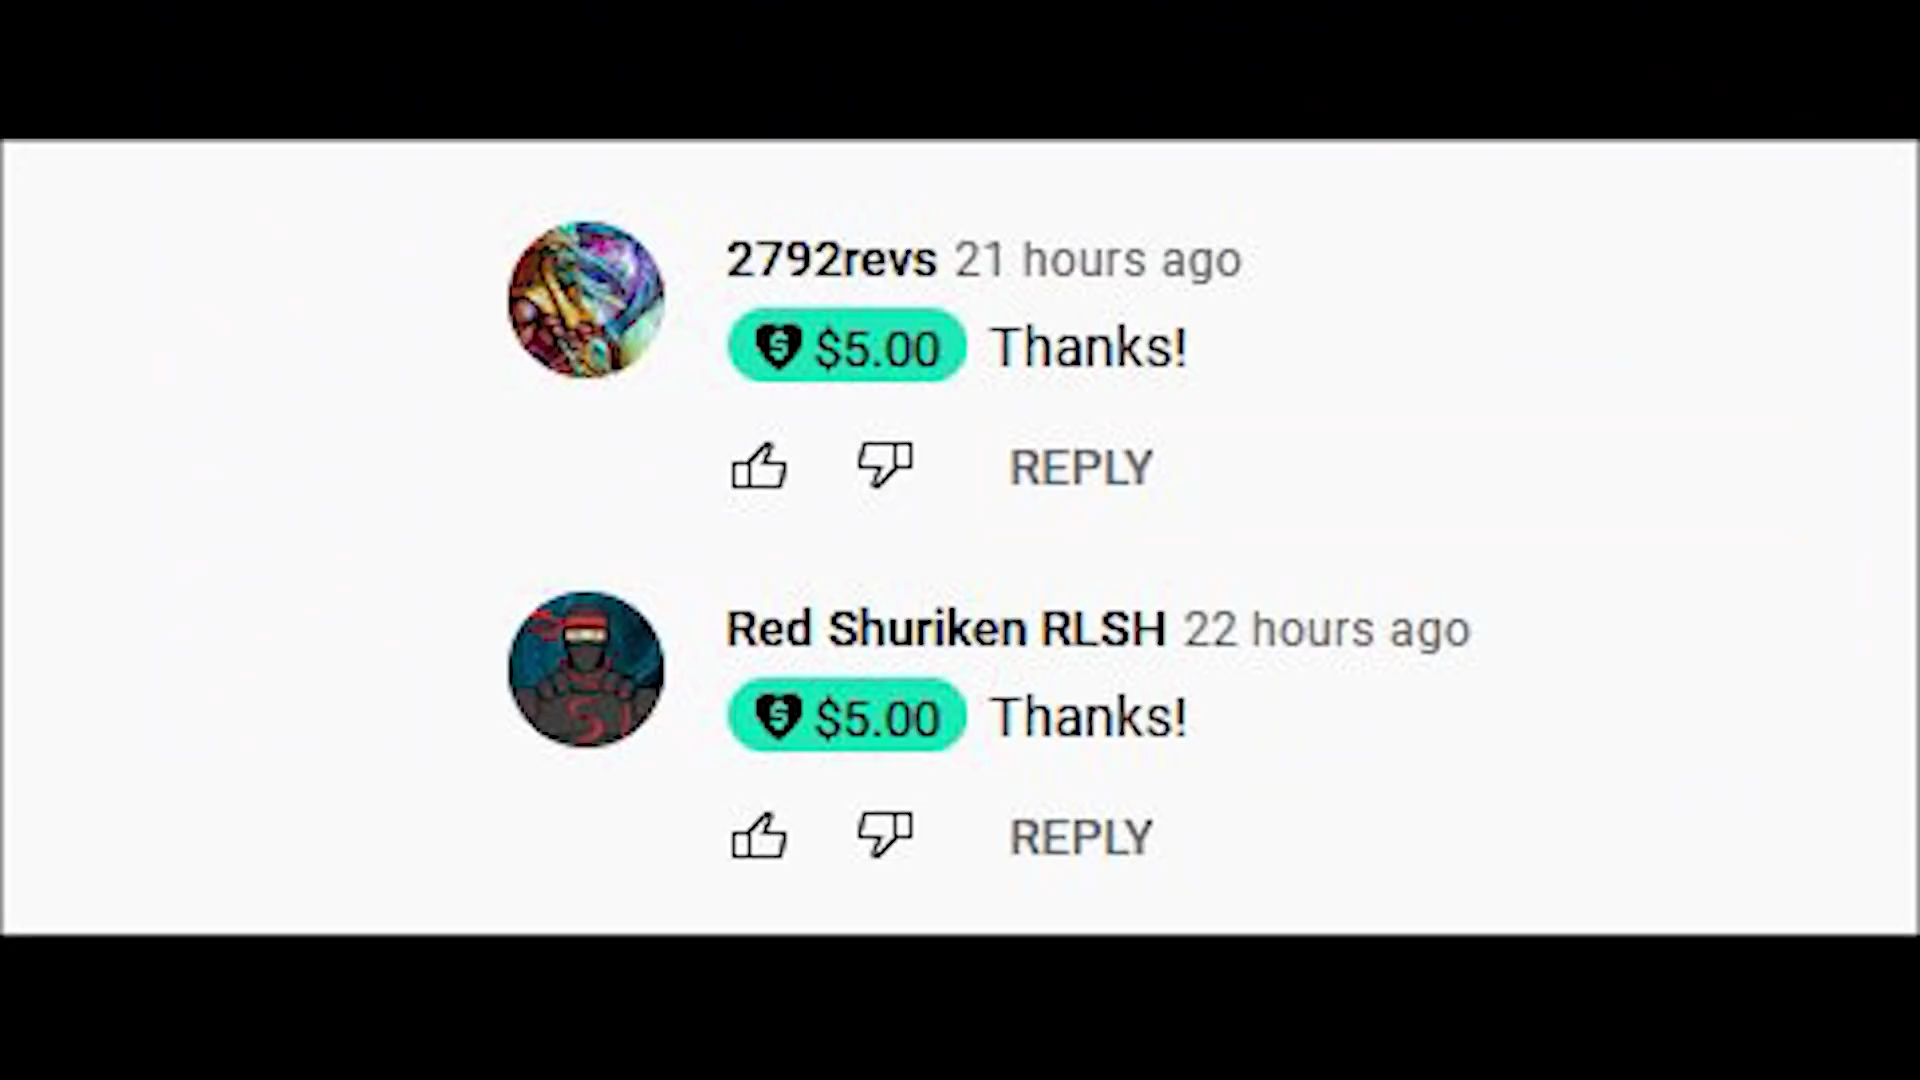 2792revs 21 hours ago
$5.00 Thanks!
REPLY
Red Shuriken RLSH 22 hours ago
$5.00 Thanks!
REPLY